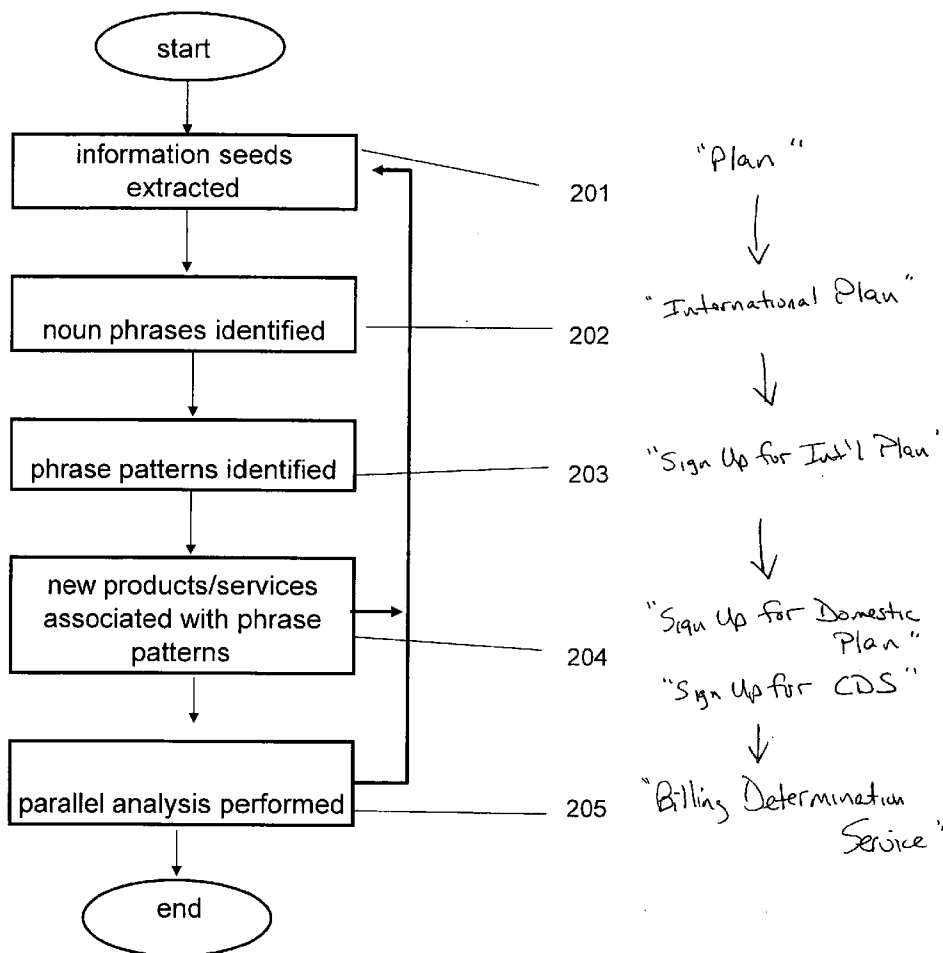 start
information seeds
extracted
201
"Plan"
noun phrases identified
202
"International Plan"
phrase patterns identified
203
"Sign Up for Int'l Plan"
new products/services
associated with phrase
patterns
204
"Sign Up for Domestic
Plan"
"Sign Up for CDS"
parallel analysis performed
205
"Billing Determination
Service"
end